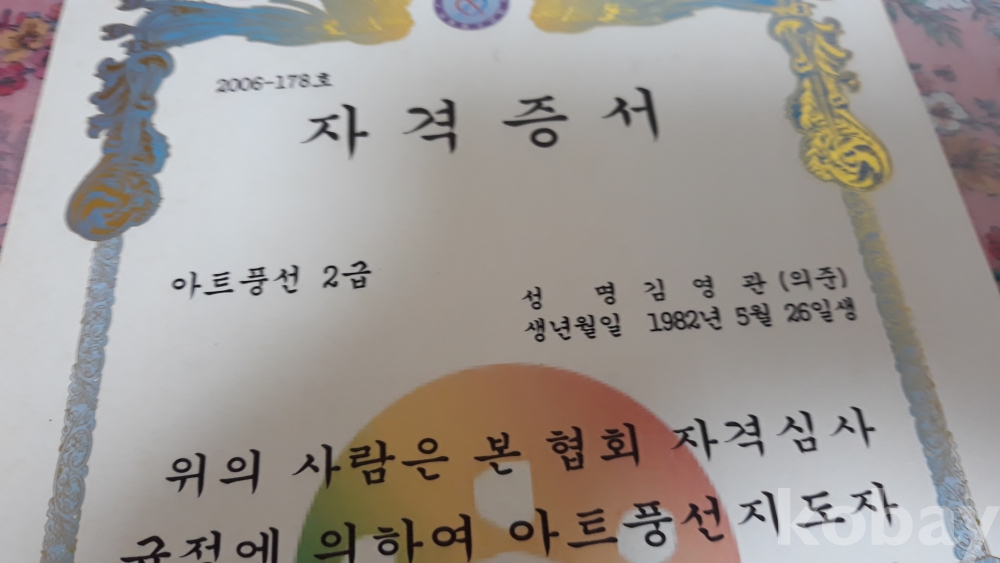 2006-178호
자격증서
아트풍선 2급
성 명 김 영 관 (의준)
생년월일 1982년 5월 26일생
위의 사람은 본 협회 자격심사
규정에 의하여 아트풍선지도자
kobay